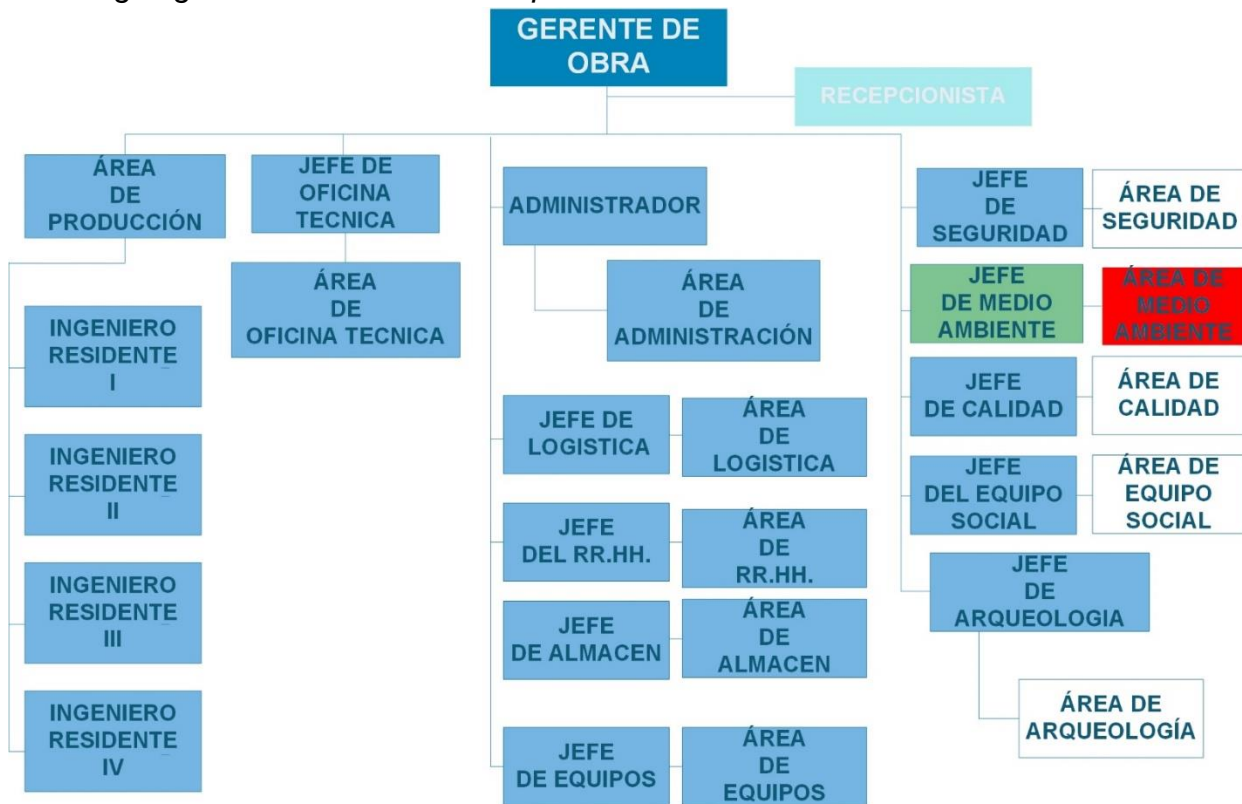 GERENTE DE
OBRA
RECEPCIONISTA
ÁREA
DE
PRODUCCIÓN
INGENIERO
RESIDENTE
I
INGENIERO
RESIDENTE
II
INGENIERO
RESIDENTE
III
INGENIERO
RESIDENTE
IV
JEFE DE
OFICINA
TECNICA
ÁREA
DE
OFICINA TECNICA
ADMINISTRADOR
ÁREA
DE
ADMINISTRACIÓN
JEFE DE
LOGISTICA
ÁREA
DE
LOGISTICA
JEFE
DEL RR.HH.
ÁREA
DE
RR.HH.
JEFE
DE ALMACEN
ÁREA
DE
ALMACEN
JEFE
DE EQUIPOS
ÁREA
DE
EQUIPOS
JEFE
DE
SEGURIDAD
ÁREA DE
SEGURIDAD
JEFE
DE MEDIO
AMBIENTE
ÁREA DE
MEDIO
AMBIENTE
JEFE
DE CALIDAD
ÁREA DE
CALIDAD
JEFE
DEL EQUIPO
SOCIAL
ÁREA DE
EQUIPO
SOCIAL
JEFE
DE
ARQUEOLOGIA
ÁREA DE
ARQUEOLOGÍA